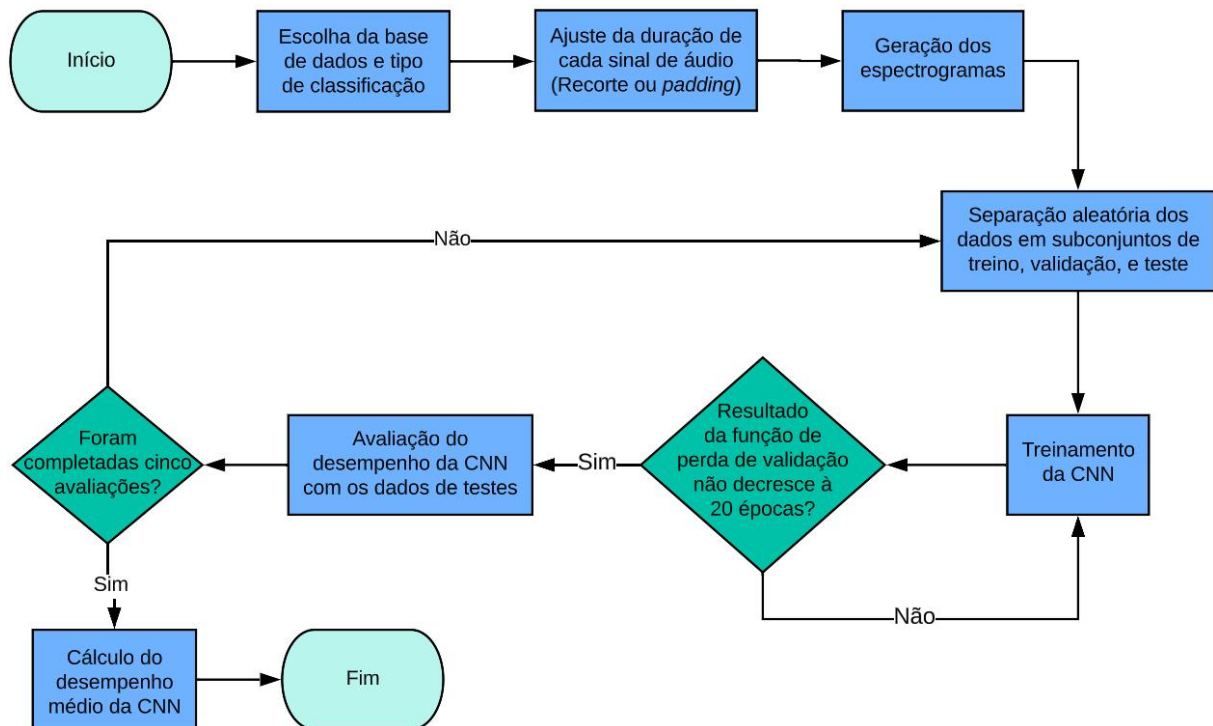 Início
Escolha da base
de dados e tipo
de classificação
Ajuste da duração de
cada sinal de áudio
(Recorte ou padding)
Geração dos
espectrogramas
Separação aleatória dos
dados em subconjuntos de
treino, validação, e teste
Não
Treinamento
da CNN
Resultado
da função de
perda de validação
não decresce à
20 épocas?
Não
Sim
Avaliação do
desempenho da CNN
com os dados de testes
Foram
completadas cinco
avaliações?
Sim
Cálculo do
desempenho
médio da CNN
Fim